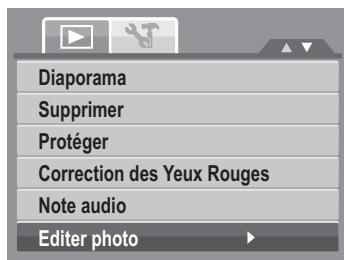 Diaporama
Supprimer
Protéger
Correction des Yeux Rouges
Note audio
Editer photo